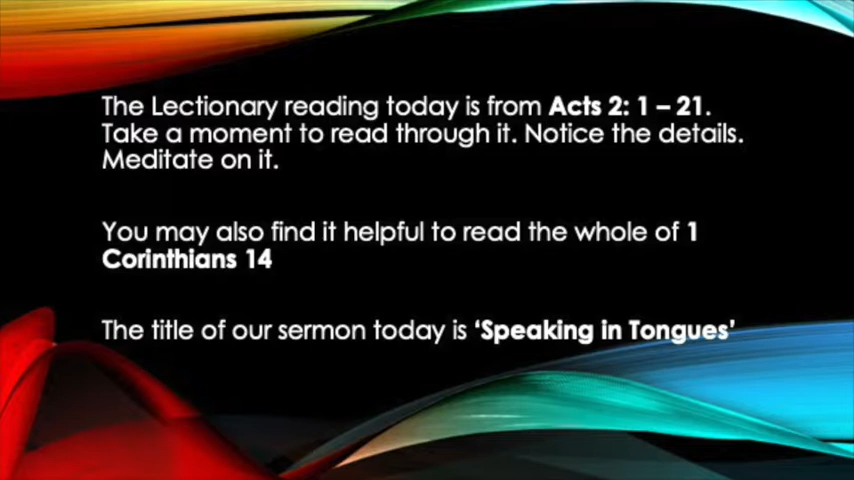 The Lectionary reading today is from Acts 2: 1 – 21.
Take a moment to read through it. Notice the details.
Meditate on it.
You may also find it helpful to read the whole of 1
Corinthians 14
The title of our sermon today is ‘Speaking in Tongues’